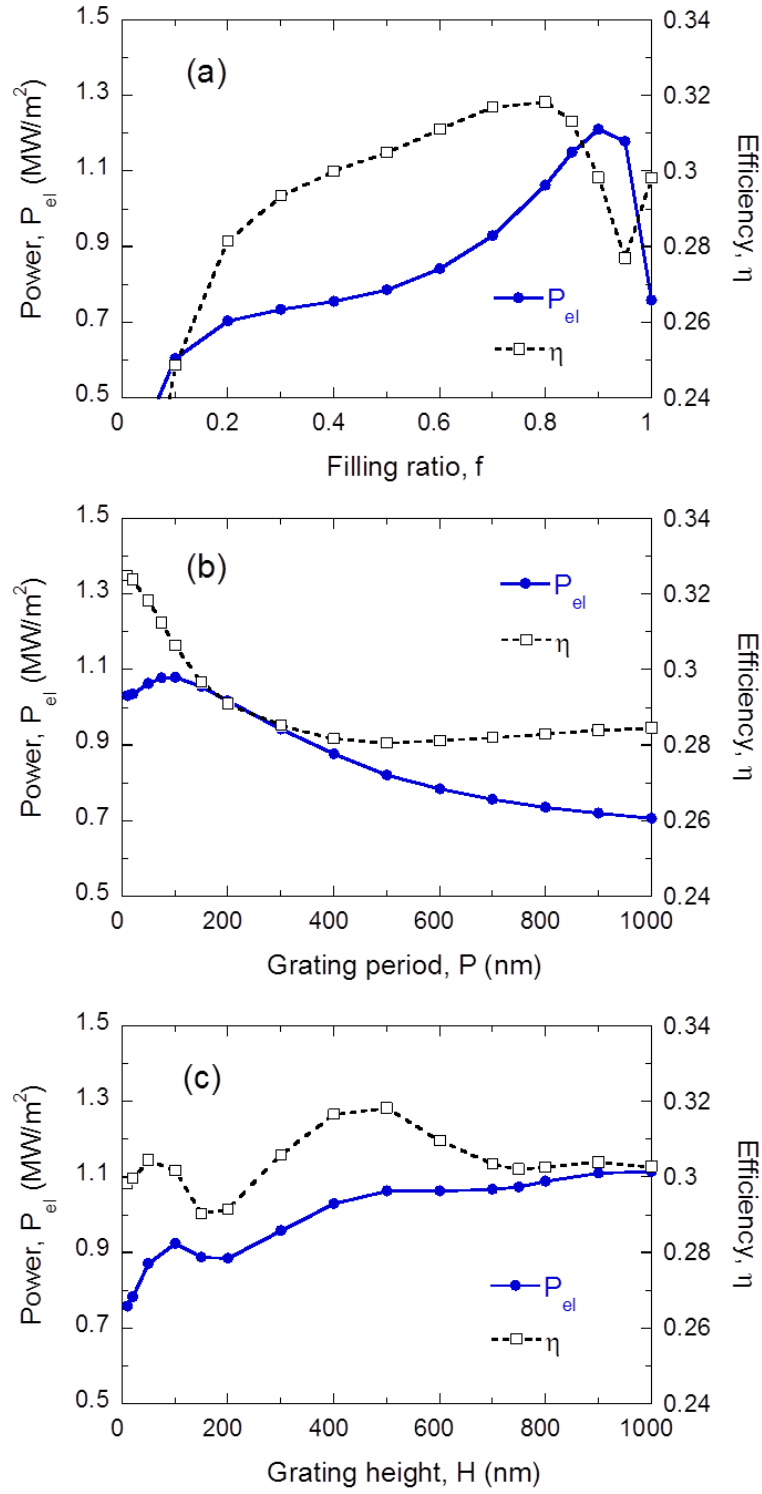 (a)
Power, P_el (MW/m²)
1.5
1.3
1.1
0.9
0.7
0.5
0.34
0.32
0.3
0.28
0.26
0.24
Efficiency, η
P_el
η
0 0.2 0.4 0.6 0.8 1
Filling ratio, f
(b)
Power, P_el (MW/m²)
1.5
1.3
1.1
0.9
0.7
0.5
0.34
0.32
0.3
0.28
0.26
0.24
Efficiency, η
P_el
η
0 200 400 600 800 1000
Grating period, P (nm)
(c)
Power, P_el (MW/m²)
1.5
1.3
1.1
0.9
0.7
0.5
0.34
0.32
0.3
0.28
0.26
0.24
Efficiency, η
P_el
η
0 200 400 600 800 1000
Grating height, H (nm)